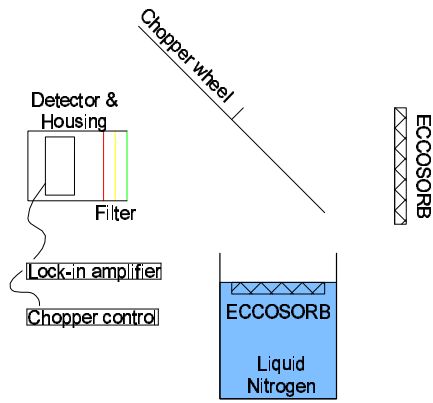 Chopper wheel
Detector &
Housing
ECCOSORB
Filter
Lock-in amplifier
Chopper control
ECCOSORB
Liquid
Nitrogen